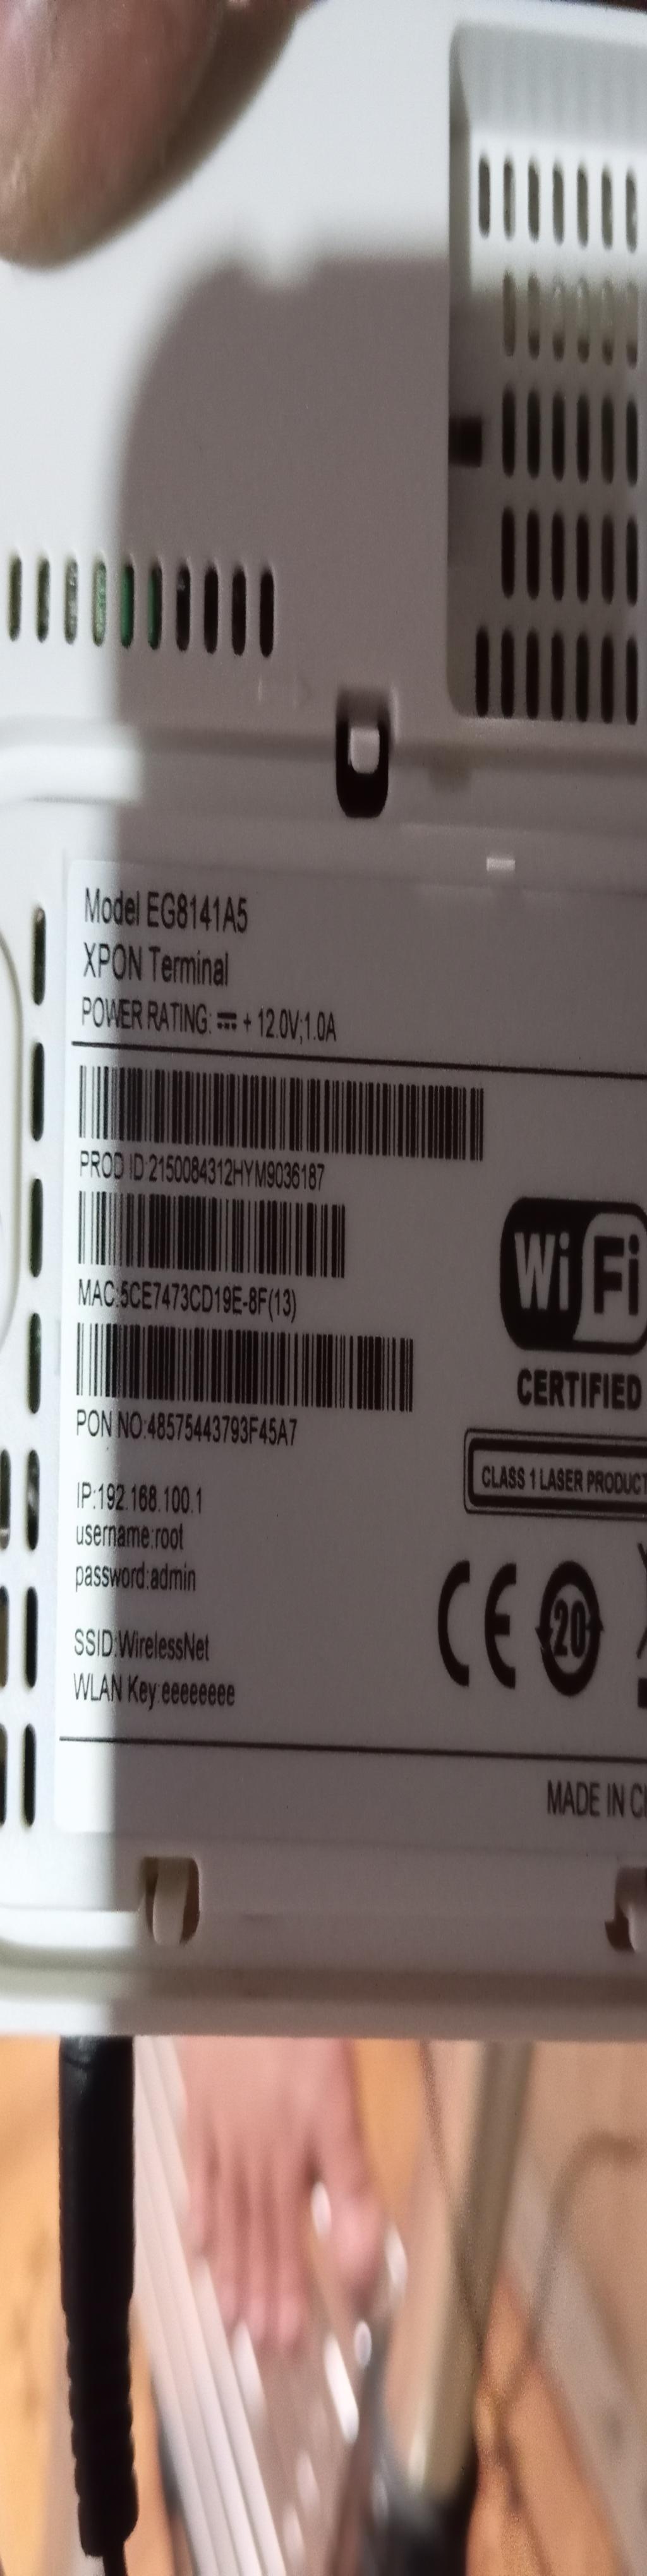 Model EG8141A5
XPON Terminal
POWER RATING: ⎓ + 12.0V;1.0A
PROD ID:2150084312HYM9036187
MAC:5CE7473CD19E-8F(13)
Wi Fi
CERTIFIED
PON NO:48575443793F45A7
CLASS 1 LASER PRODUCT
IP:192.168.100.1
username:root
password:admin
CE 20
SSID:WirelessNet
WLAN Key:eeeeeeee
MADE IN